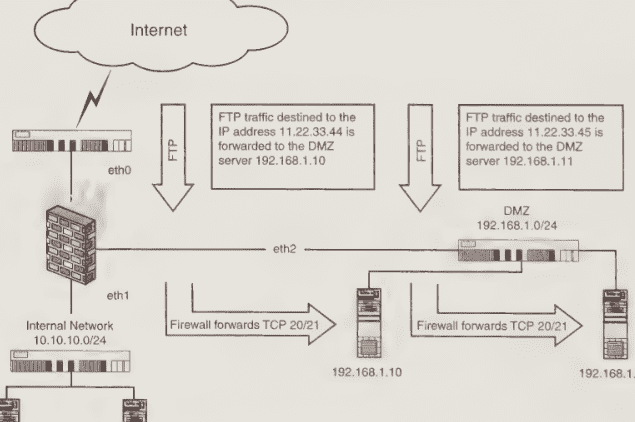 Internet
FTP
FTP traffic destined to the
IP address 11.22.33.44 is
forwarded to the DMZ
server 192.168.1.10
FTP
FTP traffic destined to the
IP address 11.22.33.45 is
forwarded to the DMZ
server 192.168.1.11
eth0
DMZ
192.168.1.0/24
eth2
eth1
Internal Network
10.10.10.0/24
Firewall forwards TCP 20/21
Firewall forwards TCP 20/21
192.168.1.10
192.168.1.